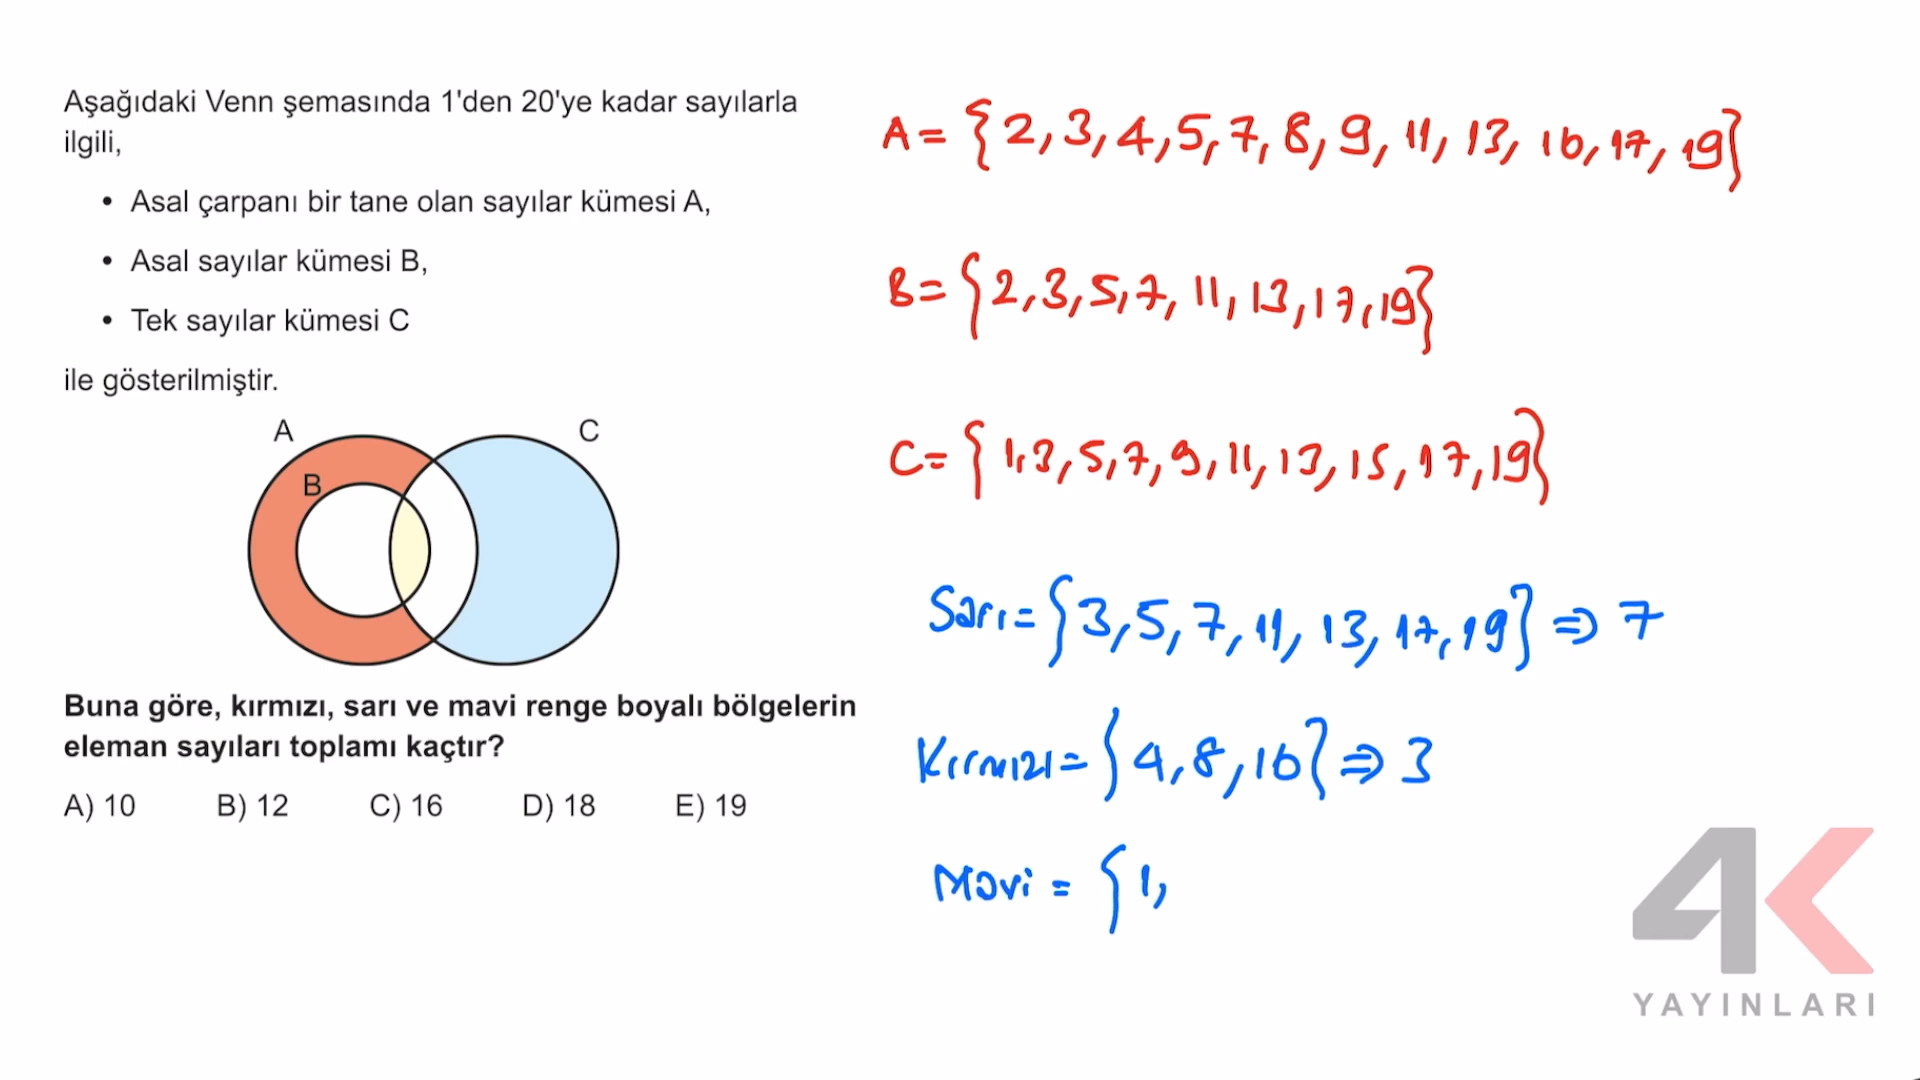 Aşağıdaki Venn şemasında 1'den 20'ye kadar sayılarla
ilgili,
• Asal çarpanı bir tane olan sayılar kümesi A,
• Asal sayılar kümesi B,
• Tek sayılar kümesi C
ile gösterilmiştir.
A
C
B
Buna göre, kırmızı, sarı ve mavi renge boyalı bölgelerin
eleman sayıları toplamı kaçtır?
A) 10 B) 12 C) 16 D) 18 E) 19
A = {2, 3, 4, 5, 7, 8, 9, 11, 13, 16, 17, 19}
B = {2, 3, 5, 7, 11, 13, 17, 19}
C = {1, 3, 5, 7, 9, 11, 13, 15, 17, 19}
Sarı = {3, 5, 7, 11, 13, 17, 19} ⇒ 7
Kırmızı = {4, 8, 16} ⇒ 3
Mavi = {1,
4K
YAYINLARI